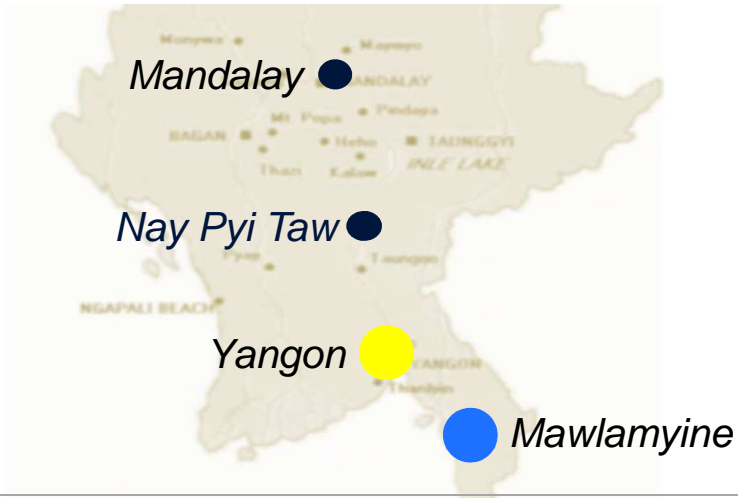 Monywa
Maymyo
Mandalay
MANDALAY
Mt. Popa
Pindaya
BAGAN
Heho
TAUNGGYI
Thazi
Kalaw
INLE LAKE
Nay Pyi Taw
Pyay
Taungoo
NGAPALI BEACH
Yangon
YANGON
Thanlyin
Mawlamyine